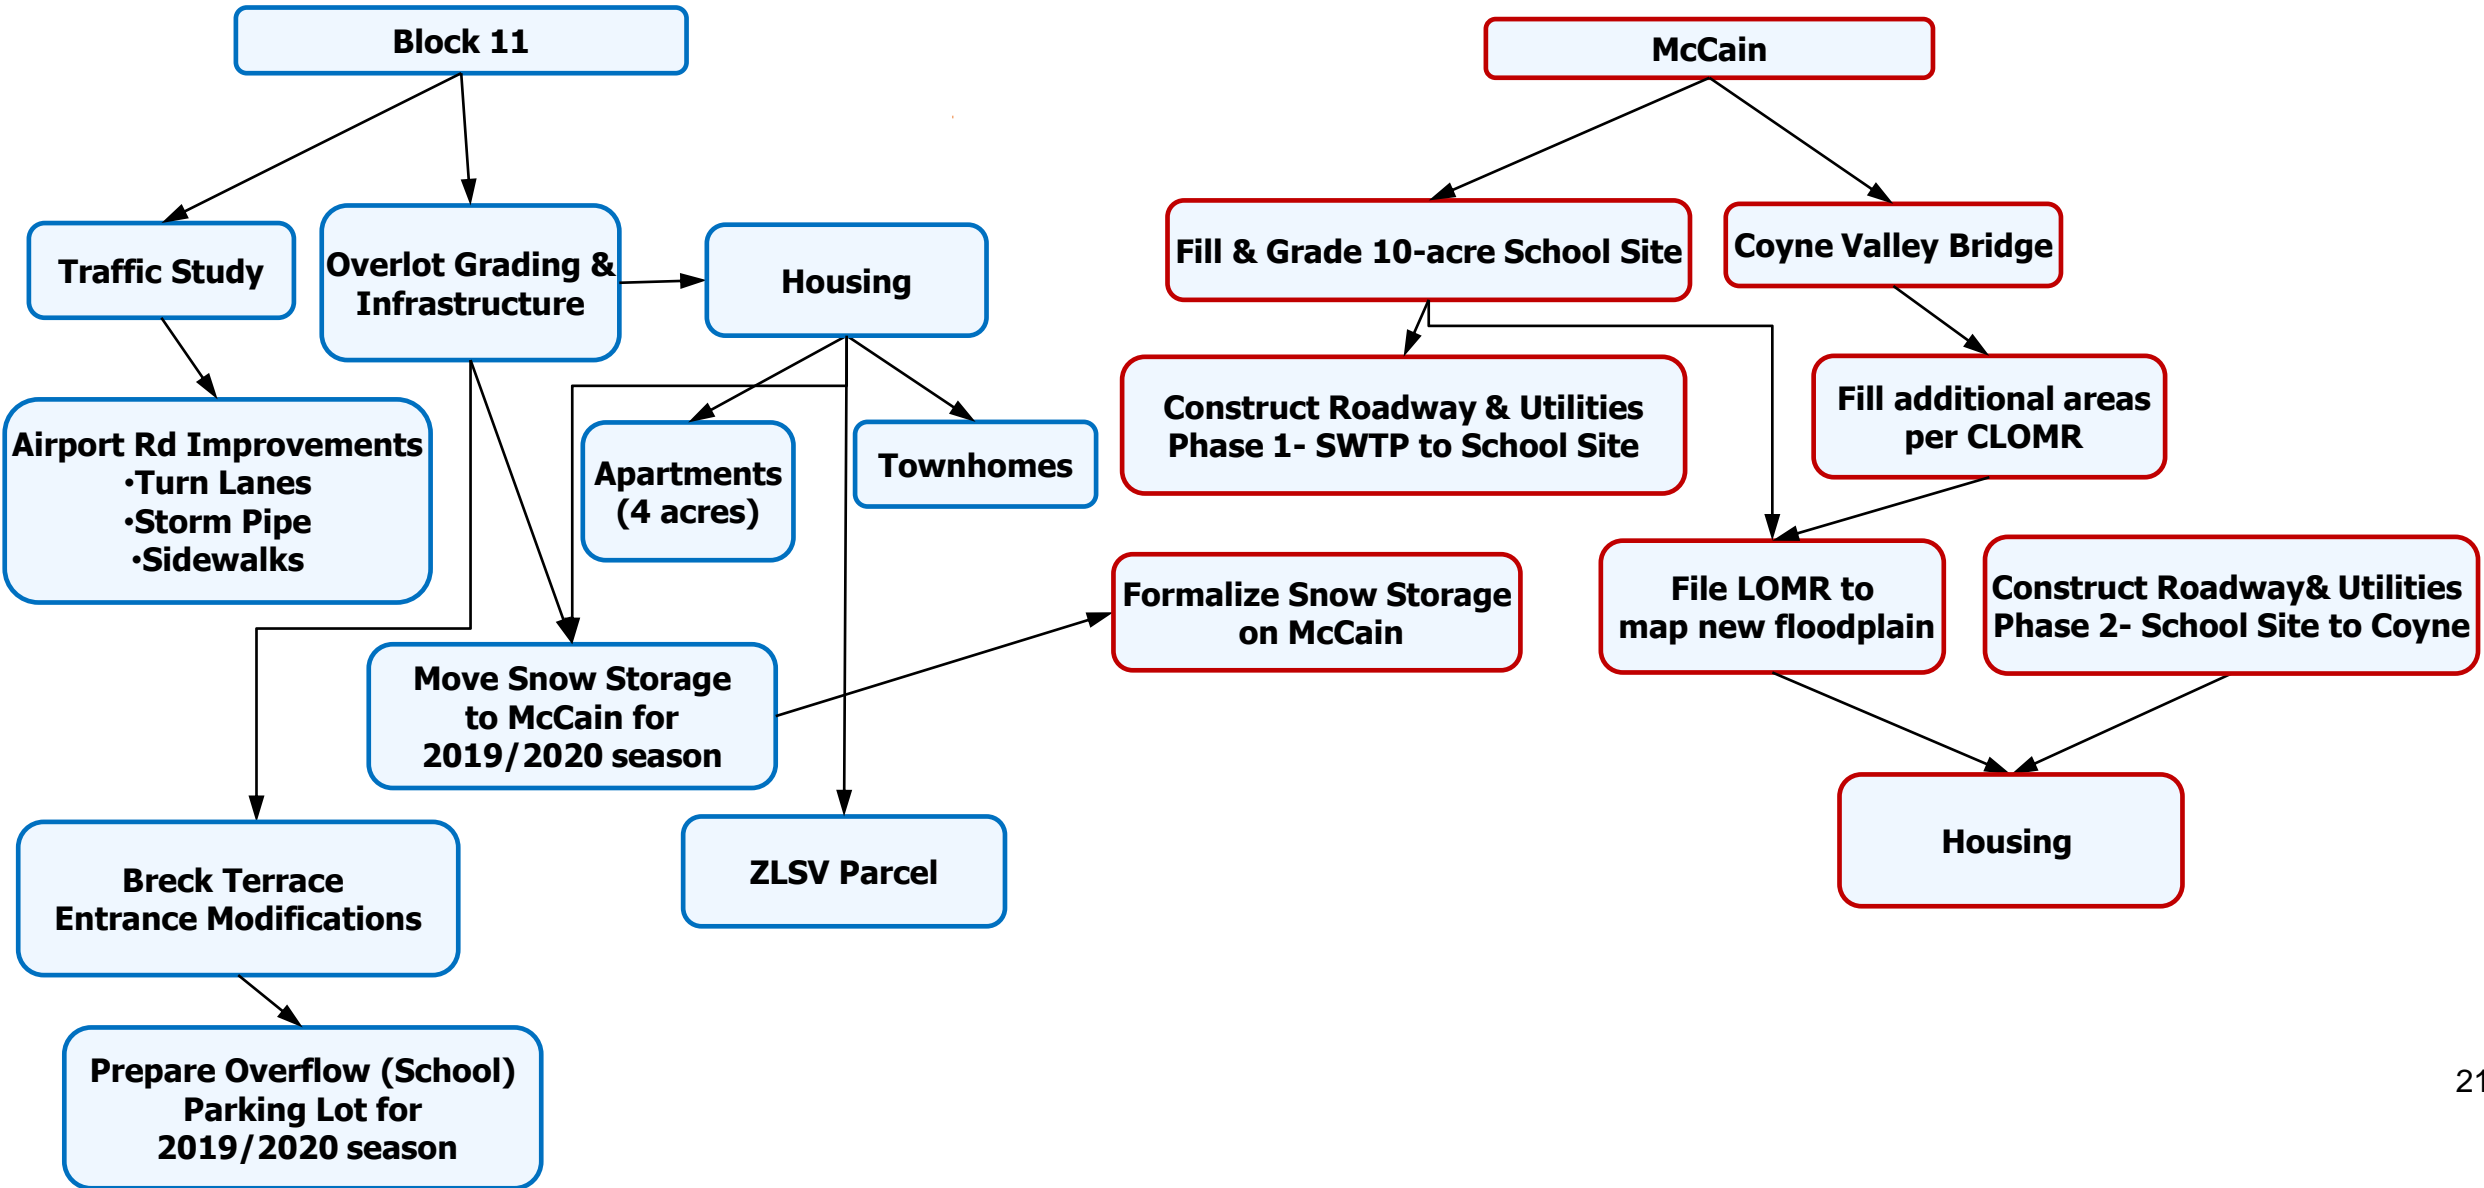 Block 11
McCain
Traffic Study
Overlot Grading &
Infrastructure
Housing
Fill & Grade 10-acre School Site
Coyne Valley Bridge
Airport Rd Improvements
•Turn Lanes
•Storm Pipe
•Sidewalks
Apartments
(4 acres)
Townhomes
Construct Roadway & Utilities
Phase 1- SWTP to School Site
Fill additional areas
per CLOMR
Move Snow Storage
to McCain for
2019/2020 season
Formalize Snow Storage
on McCain
File LOMR to
map new floodplain
Construct Roadway& Utilities
Phase 2- School Site to Coyne
Breck Terrace
Entrance Modifications
ZLSV Parcel
Housing
Prepare Overflow (School)
Parking Lot for
2019/2020 season
21